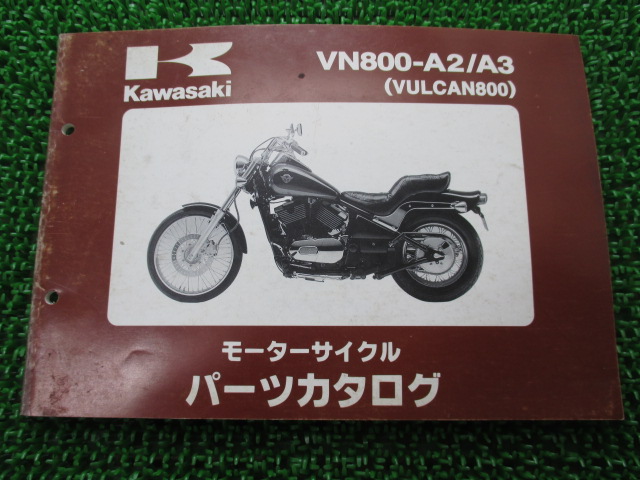 Kawasaki
VN800-A2/A3
(VULCAN800)
モーターサイクル
パーツカタログ